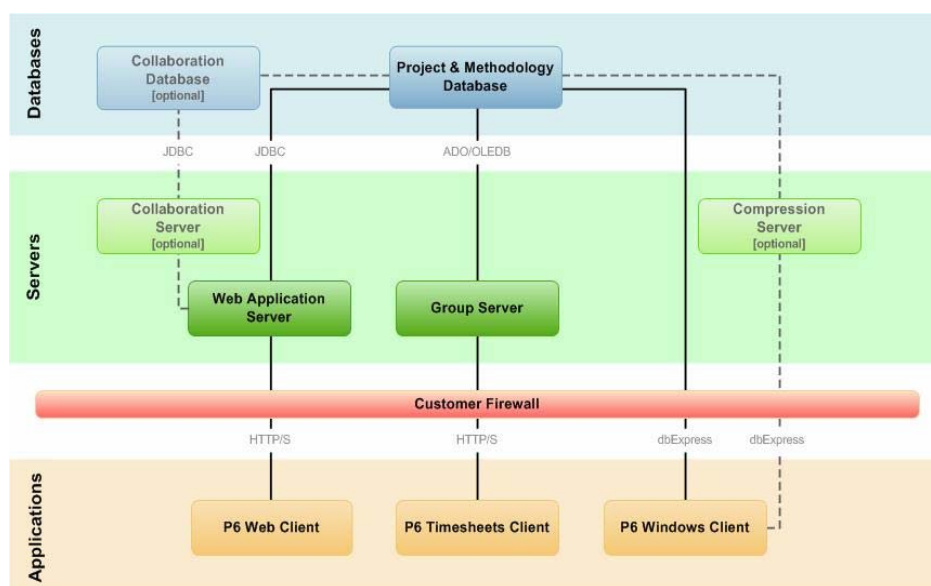 Databases
Collaboration
Database
[optional]
Project & Methodology
Database
JDBC
JDBC
ADO/OLEDB
Servers
Collaboration
Server
[optional]
Compression
Server
[optional]
Web Application
Server
Group Server
Customer Firewall
HTTP/S
HTTP/S
dbExpress
dbExpress
Applications
P6 Web Client
P6 Timesheets Client
P6 Windows Client